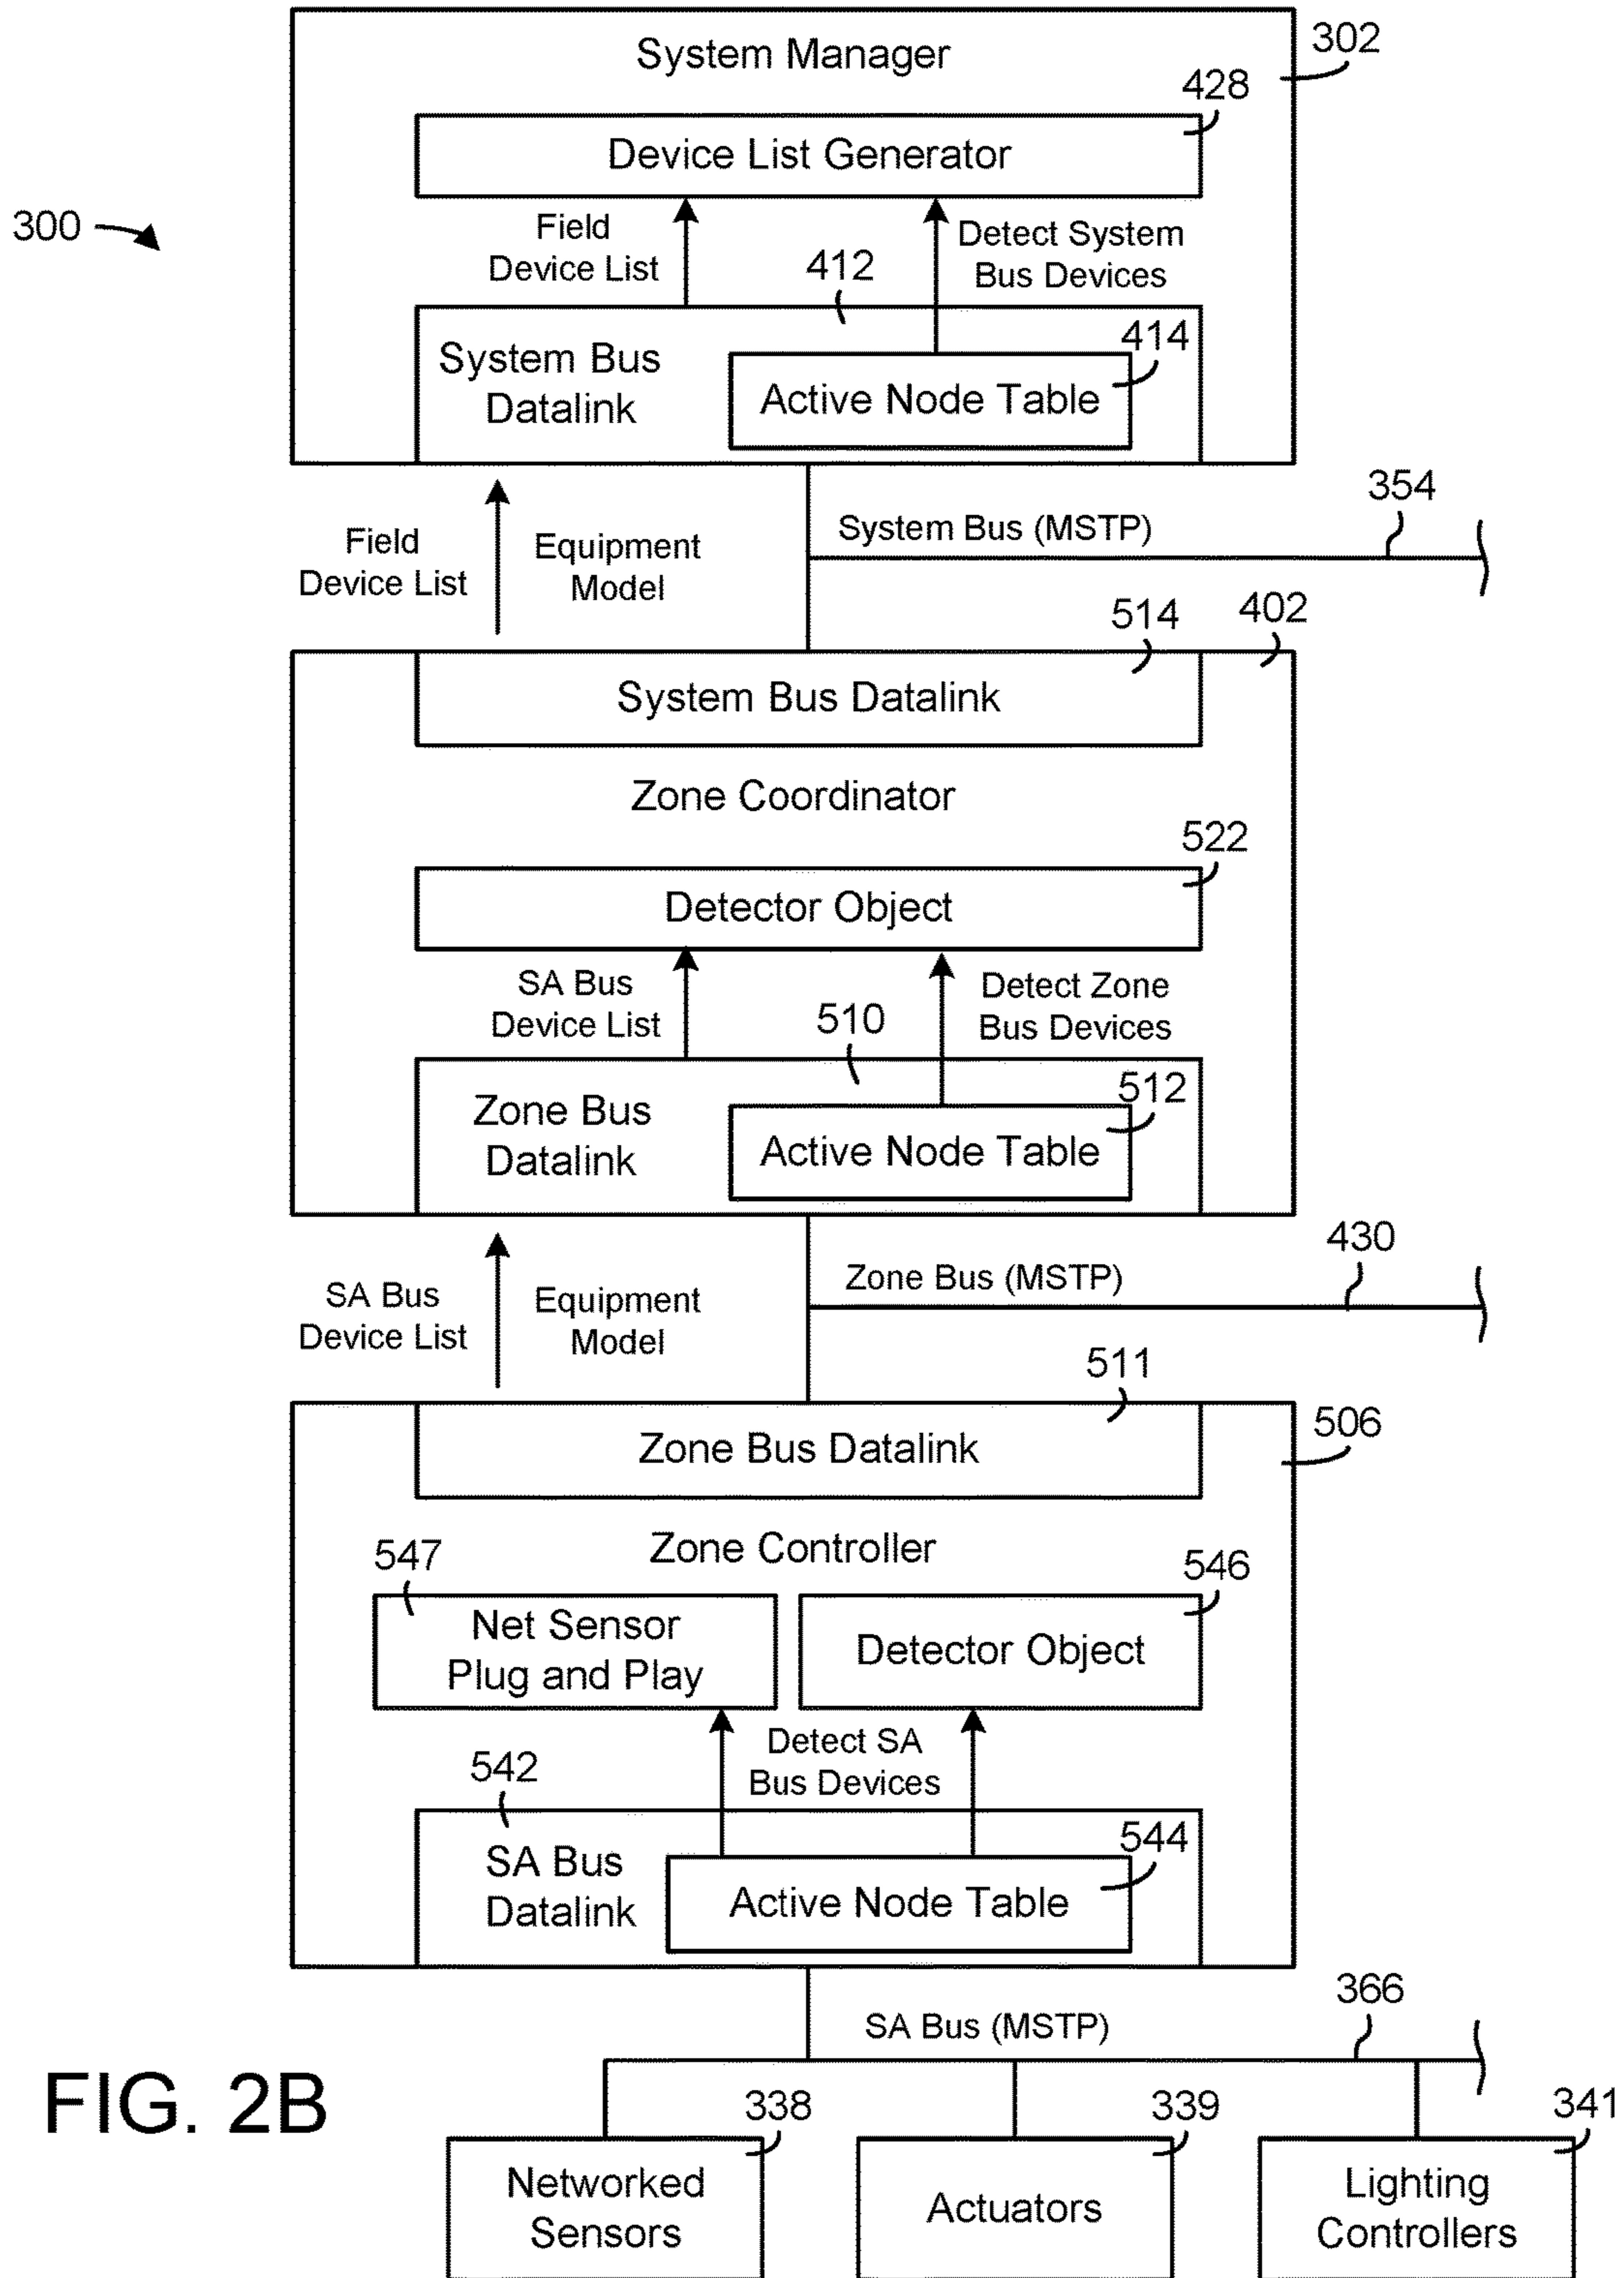 System Manager
302
428
Device List Generator
300
Field
Device List
412
Detect System
Bus Devices
414
System Bus
Datalink
Active Node Table
354
System Bus (MSTP)
Field
Device List
Equipment
Model
514
402
System Bus Datalink
Zone Coordinator
522
Detector Object
SA Bus
Device List
510
Detect Zone
Bus Devices
512
Zone Bus
Datalink
Active Node Table
430
Zone Bus (MSTP)
SA Bus
Device List
Equipment
Model
511
506
Zone Bus Datalink
Zone Controller
547
546
Net Sensor
Plug and Play
Detector Object
Detect SA
Bus Devices
542
544
SA Bus
Datalink
Active Node Table
366
SA Bus (MSTP)
FIG. 2B
338
339
341
Networked
Sensors
Actuators
Lighting
Controllers